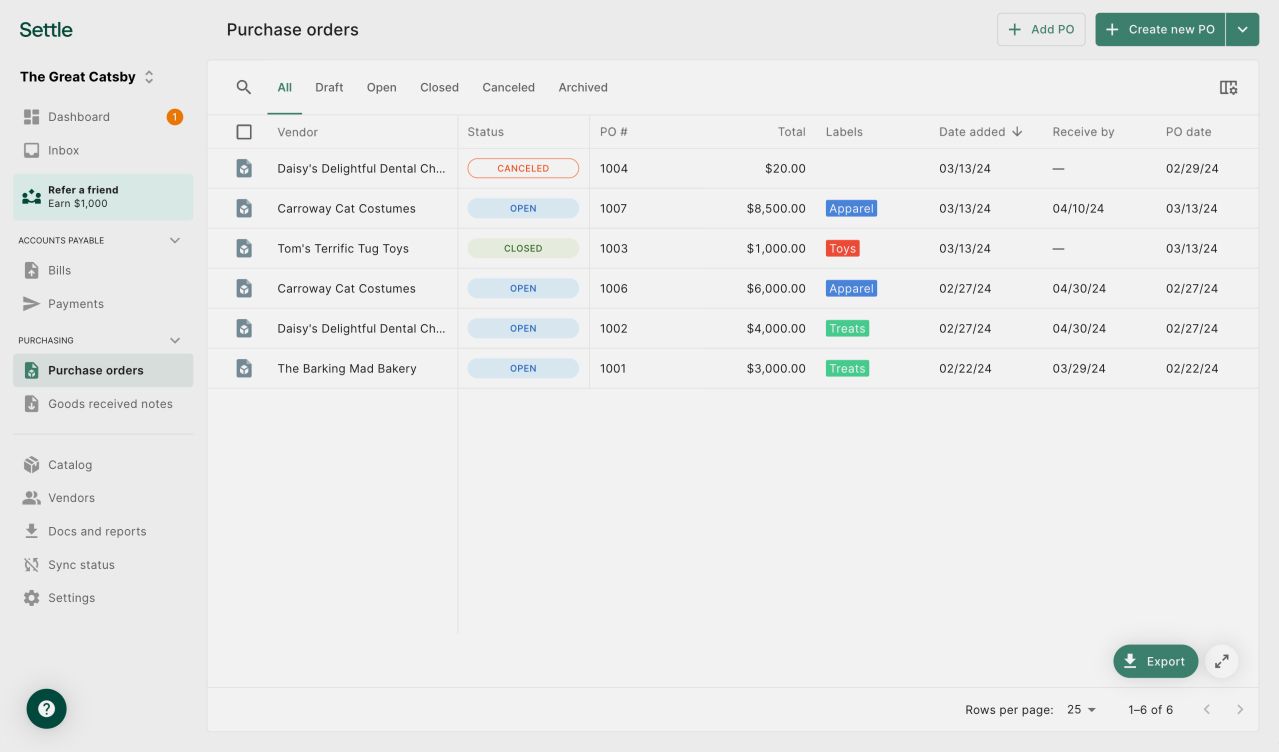 Settle
Purchase orders
Add PO
Create new PO
The Great Catsby
Dashboard
1
Inbox
Refer a friend
Earn $1,000
ACCOUNTS PAYABLE
Bills
Payments
PURCHASING
Purchase orders
Goods received notes
Catalog
Vendors
Docs and reports
Sync status
Settings
?
All Draft Open Closed Canceled Archived
Vendor Status PO # Total Labels Date added Receive by PO date
Daisy's Delightful Dental Ch... CANCELED 1004 $20.00 03/13/24 — 02/29/24
Carroway Cat Costumes OPEN 1007 $8,500.00 Apparel 03/13/24 04/10/24 03/13/24
Tom's Terrific Tug Toys CLOSED 1003 $1,000.00 Toys 03/13/24 — 03/13/24
Carroway Cat Costumes OPEN 1006 $6,000.00 Apparel 02/27/24 04/30/24 02/27/24
Daisy's Delightful Dental Ch... OPEN 1002 $4,000.00 Treats 02/27/24 04/30/24 02/27/24
The Barking Mad Bakery OPEN 1001 $3,000.00 Treats 02/22/24 03/29/24 02/22/24
Export
Rows per page: 25 1–6 of 6